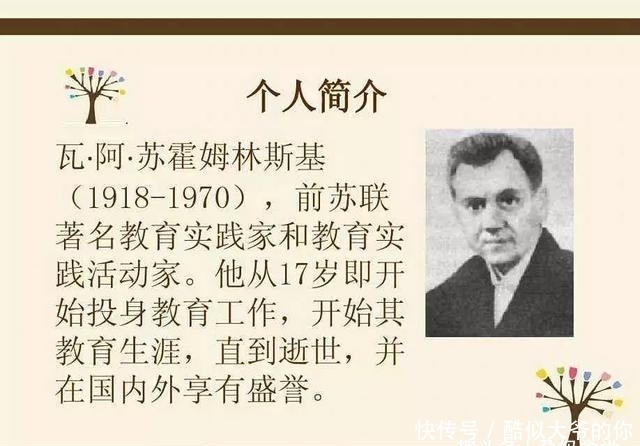 个人简介
瓦·阿·苏霍姆林斯基
（1918-1970），前苏联
著名教育实践家和教育实
践活动家。他从17岁即开
始投身教育工作，开始其
教育生涯，直到逝世，并
在国内外享有盛誉。
快传号 / 酷似大爷的你